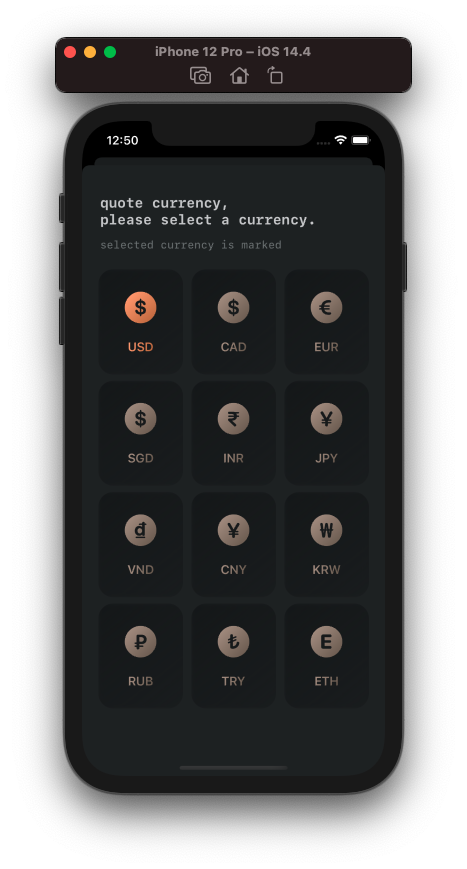 iPhone 12 Pro – iOS 14.4
12:50
quote currency,
please select a currency.
selected currency is marked
$ $ €
USD CAD EUR
$ ₹ ¥
SGD INR JPY
₫ ¥ ₩
VND CNY KRW
₽ ₺ E
RUB TRY ETH